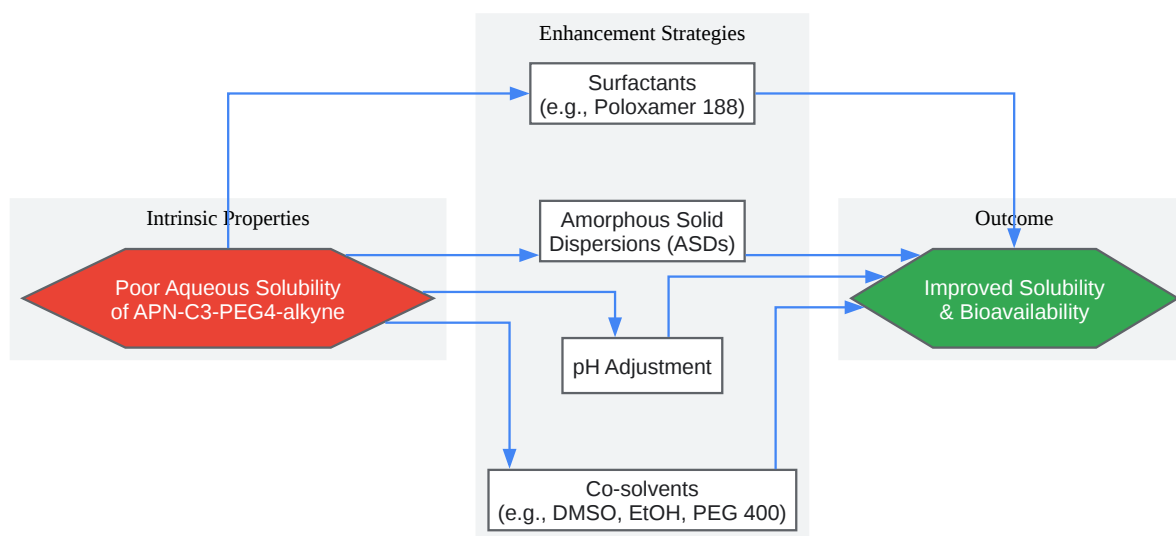 Enhancement Strategies
Surfactants
(e.g., Poloxamer 188)
Intrinsic Properties
Poor Aqueous Solubility
of APN-C3-PEG4-alkyne
Amorphous Solid
Dispersions (ASDs)
pH Adjustment
Co-solvents
(e.g., DMSO, EtOH, PEG 400)
Outcome
Improved Solubility
& Bioavailability